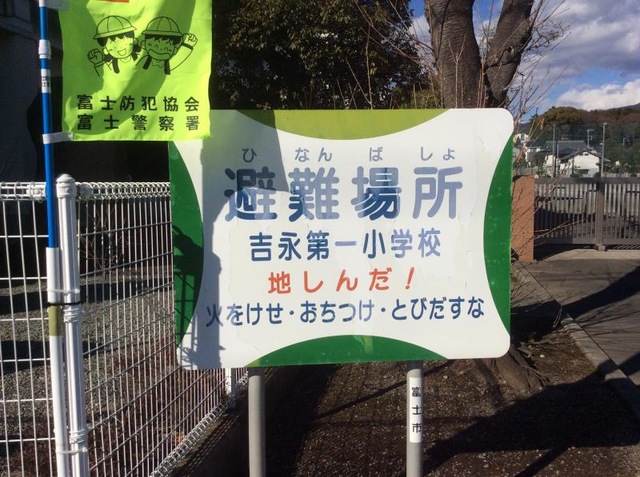 富士防犯協会
富士警察署
ひなんばしょ
避難場所
吉永第一小学校
地しんだ！
火をけせ・おちつけ・とびだすな
富士市